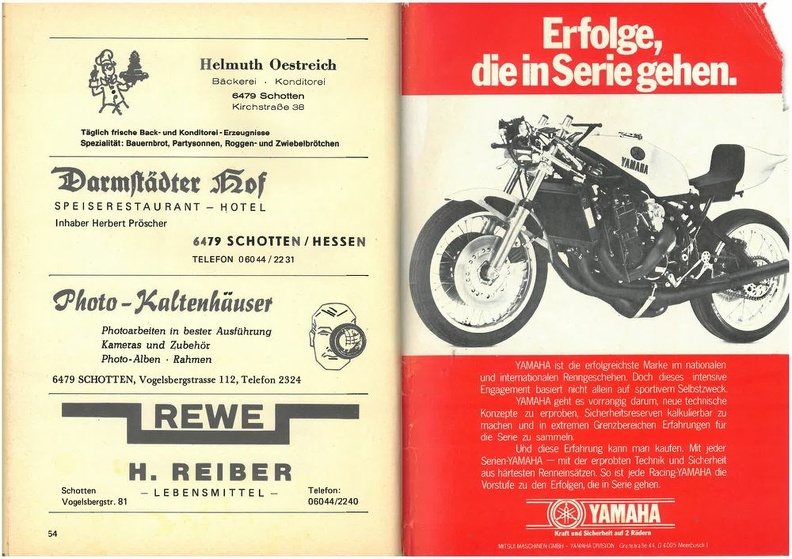 Helmuth Oestreich
Bäckerei · Konditorei
6479 Schotten
Kirchstraße 38
Täglich frische Back- und Konditorei-Erzeugnisse
Spezialität: Bauernbrot, Partysonnen, Roggen- und Zwiebelbrötchen
Darmstädter Hof
SPEISERESTAURANT – HOTEL
Inhaber Herbert Pröscher
6479 SCHOTTEN/HESSEN
TELEFON 06044/2231
Photo-Kaltenhäuser
Photoarbeiten in bester Ausführung
Kameras und Zubehör
Photo-Alben · Rahmen
6479 SCHOTTEN, Vogelsbergstrasse 112, Telefon 2324
REWE
H. REIBER
– LEBENSMITTEL –
Schotten
Vogelsbergstr. 81
Telefon:
06044/2240
54
Erfolge,
die in Serie gehen.
YAMAHA
YAMAHA ist die erfolgreichste Marke im nationalen
und internationalen Renngeschehen. Doch dieses intensive
Engagement basiert nicht allein auf sportivem Selbstzweck.
YAMAHA geht es vorrangig darum, neue technische
Konzepte zu erproben, Sicherheitsreserven kalkulierbar zu
machen und in extremen Grenzbereichen Erfahrungen für
die Serie zu sammeln.
Und diese Erfahrung kann man kaufen. Mit jeder
Serien-YAMAHA — mit der erprobten Technik und Sicherheit
aus härtesten Renneinsätzen. So ist jede Racing-YAMAHA die
Vorstufe zu den Erfolgen, die in Serie gehen.
YAMAHA
Kraft und Sicherheit auf 2 Rädern
MITSUI MASCHINEN GMBH – YAMAHA DIVISION · 44, D 4005 Meerbusch 1